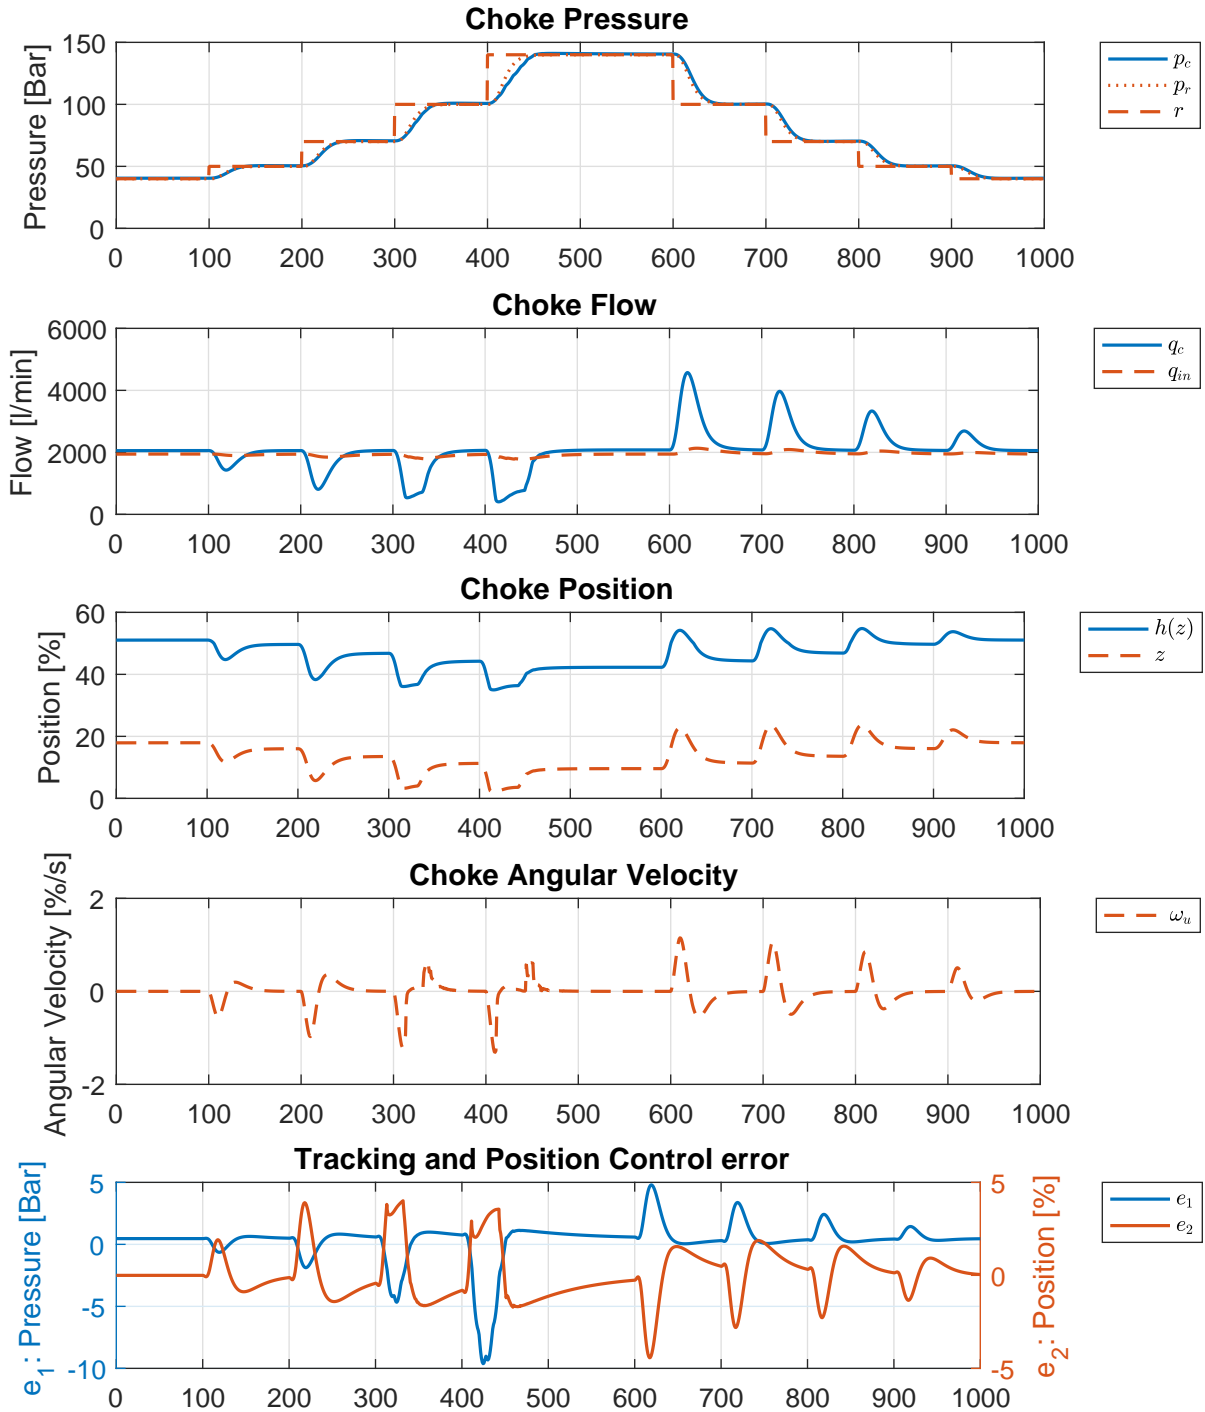 Choke Pressure
Pressure [Bar]
150
100
50
0
0 100 200 300 400 500 600 700 800 900 1000
p_c
p_r
r
Choke Flow
Flow [l/min]
6000
4000
2000
0
0 100 200 300 400 500 600 700 800 900 1000
q_c
q_in
Choke Position
Position [%]
60
40
20
0
0 100 200 300 400 500 600 700 800 900 1000
h(z)
z
Choke Angular Velocity
Angular Velocity [%/s]
2
0
-2
0 100 200 300 400 500 600 700 800 900 1000
ω_u
Tracking and Position Control error
e_1: Pressure [Bar]
5
0
-5
-10
0 100 200 300 400 500 600 700 800 900 1000
5
0
-5
e_2: Position [%]
e_1
e_2